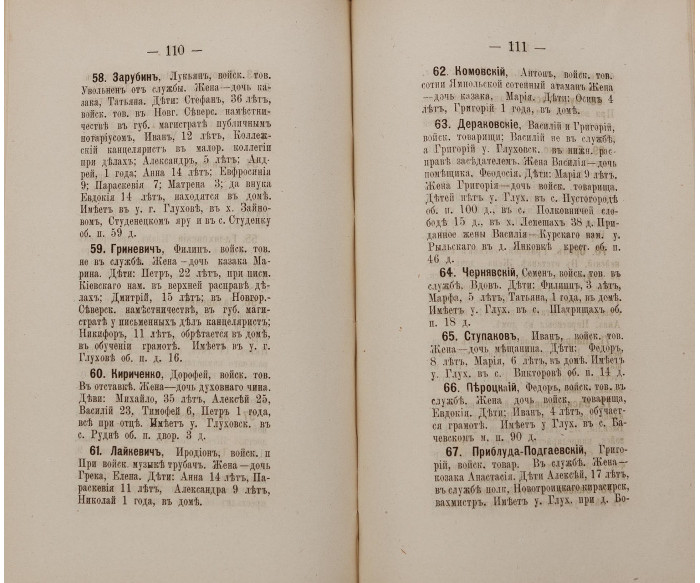 — 110 —
58. Зарубинъ, Лукьянъ, войск. тов.
Увольненъ отъ службы. Жена—дочь ка-
зака, Татьяна. Дѣти: Стефанъ, 36 лѣтъ,
войск. тов. въ Новг. Сѣверс. намѣстни-
чествѣ въ губ. магистратѣ публичнымъ
нотаріусомъ, Иванъ, 12 лѣтъ, Коллеж-
скій канцеляристъ въ малор. коллегіи
при дѣлахъ; Александръ, 5 лѣтъ; Анд-
рей, 1 года; Анна 14 лѣтъ; Евфросинія
9; Параскевія 7; Матрена 3; да внука
Евдокія 14 лѣтъ, находятся въ домѣ.
Имѣетъ въ у. г. Глуховѣ, въ х. Зайно-
вомъ, Студенецкомъ яру и въ с. Студенку
об. п. 59 д.
59. Гриневичъ, Филипъ, войск. тов.
не въ службѣ. Жена—дочь казака Ма-
рина. Дѣти: Петръ, 22 лѣтъ, при письм.
Кіевскаго нам. въ верхней расправѣ дѣ-
лахъ; Дмитрій, 15 лѣтъ; въ Новгор.-
Сѣверск. намѣстничествѣ, въ губ. маги-
стратѣ у письменныхъ дѣлъ канцеляристъ;
Никифоръ, 11 лѣтъ, обрѣтается въ домѣ,
въ обученіи грамотѣ. Имѣетъ въ у. г.
Глуховѣ об. п. д. 16.
60. Кириченко, Дорофей, войск. тов.
Въ отставкѣ. Жена—дочь духовнаго чина.
Дѣви: Михайло, 35 лѣтъ, Алексѣй 25,
Василій 23, Тимофей 6, Петръ 1 года,
всѣ при отцѣ. Имѣетъ у. Глуховск. въ
с. Руднѣ об. п. двор. 3 д.
61. Лайкевичъ, Иродіонъ, войск. п
При войск. музыкѣ трубачъ. Жена—дочь
Грека, Елена. Дѣти: Анна 14 лѣтъ, Па-
раскевія 11 лѣтъ, Александра 9 лѣтъ,
Николай 1 года, въ домѣ.
— 111 —
62. Комовскій, Антонъ, войск. тов.
сотни Ямпольской сотенный атаманъ Жена
—дочь казака, Марія. Дѣти: Осипъ 4
лѣтъ, Григорій 1 года, въ домѣ.
63. Дераковскіе, Василій и Григорій,
войск. товарищи; Василій не въ службѣ,
а Григорій у. Глуховск. въ нижн. рас-
правѣ засѣдателемъ. Жена Василія—дочь
помѣщика, Феодосія. Дѣти: Марія 9 лѣтъ.
Жена Григорія—дочь войск. товарища.
Дѣтей нѣтъ у. Глух. въ с. Пустогородѣ
об. п. 100 д., въ с. Полковничей сло-
бодѣ 15 д., въ х. Лепешахъ 38 д. При-
данное жены Василія—Курскаго нам. у.
Рыльскаго въ д. Янковкѣ крест. об. п.
46 д.
64. Чернявскій, Семенъ, войск. тов. въ
службѣ. Вдовъ. Дѣти: Филипъ, 3 лѣтъ,
Марфа, 5 лѣтъ, Татьяна, 1 года, въ домѣ.
Имѣетъ у. Глух. въ с. Шатрищахъ об.
п. 18 д.
65. Ступаковъ, Иванъ, войск. тов.
Жена—дочь мѣщанина. Дѣти: Федоръ,
8 лѣтъ, Марія, 6 лѣтъ, въ домѣ. Имѣетъ
у. Глух. въ с. Викторовѣ об. п. 14 д.
66. Пѣроцкій, Федоръ, войск. тов. въ
службѣ. Жена дочь войск. товарища,
Евдокія. Дѣти; Иванъ, 4 лѣтъ, обучает-
ся грамотѣ. Имѣетъ у Глух. въ с. Ба-
чевскомъ м. п. 90 д.
67. Приблуда-Подгаевскій, Григо-
рій, войск. товар. Въ службѣ. Жена—
козака Анастасія. Дѣти Алексѣй, 17 лѣтъ,
въ службѣ полк, Новотроицкго-кирасирск,
вахмистръ. Имѣетъ у. Глух. при д. Бо-